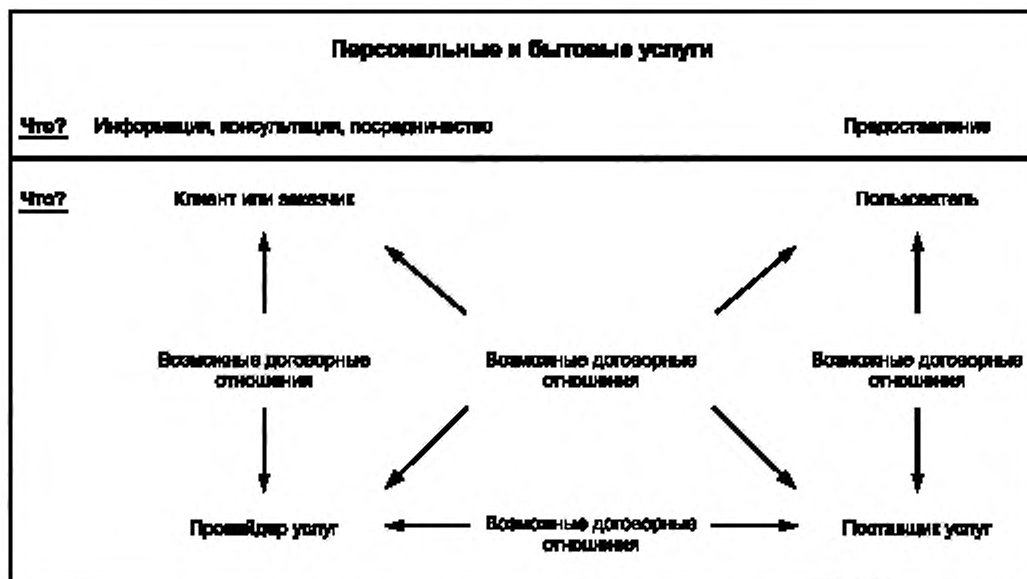 Персональные и бытовые услуги
Что? Информация, консультация, посредничество Предоставление
Что? Клиент или заказчик Пользователь
Возможные договорные отношения
Возможные договорные отношения
Возможные договорные отношения
Провайдер услуг
Возможные договорные отношения
Поставщик услуг